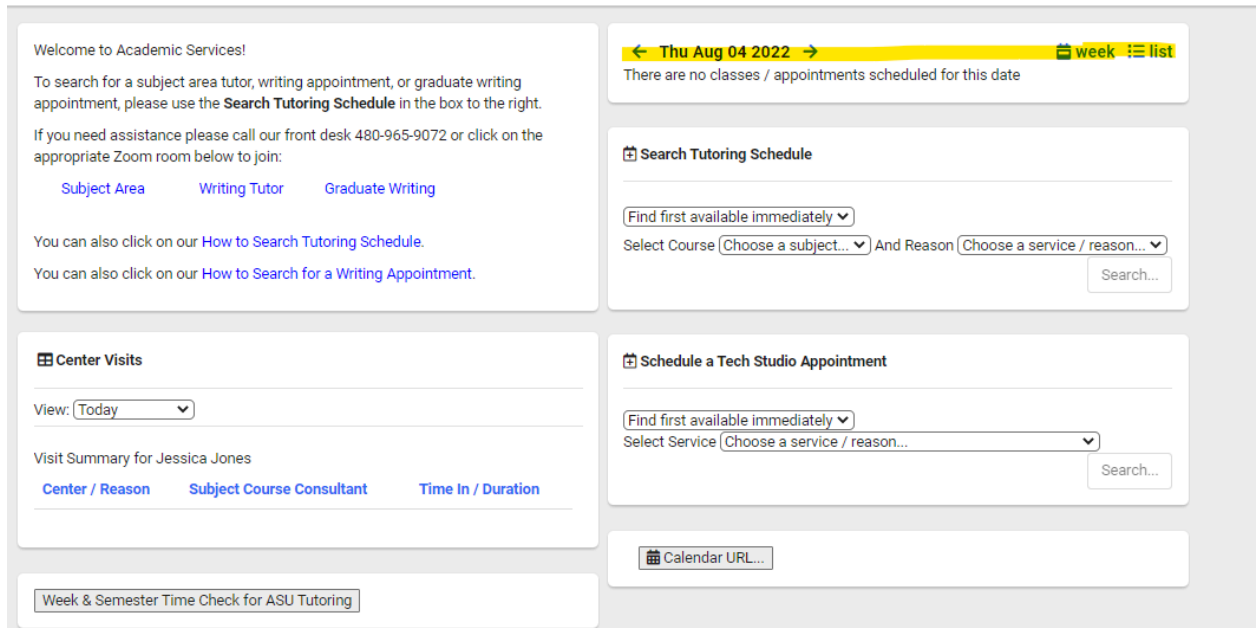 Welcome to Academic Services!
To search for a subject area tutor, writing appointment, or graduate writing
appointment, please use the Search Tutoring Schedule in the box to the right.
If you need assistance please call our front desk 480-965-9072 or click on the
appropriate Zoom room below to join:
Subject Area Writing Tutor Graduate Writing
You can also click on our How to Search Tutoring Schedule.
You can also click on our How to Search for a Writing Appointment.
Center Visits
View: Today
Visit Summary for Jessica Jones
Center / Reason Subject Course Consultant Time In / Duration
Week & Semester Time Check for ASU Tutoring
Thu Aug 04 2022 week list
There are no classes / appointments scheduled for this date
Search Tutoring Schedule
Find first available immediately
Select Course Choose a subject... And Reason Choose a service / reason...
Search...
Schedule a Tech Studio Appointment
Find first available immediately
Select Service Choose a service / reason...
Search...
Calendar URL...